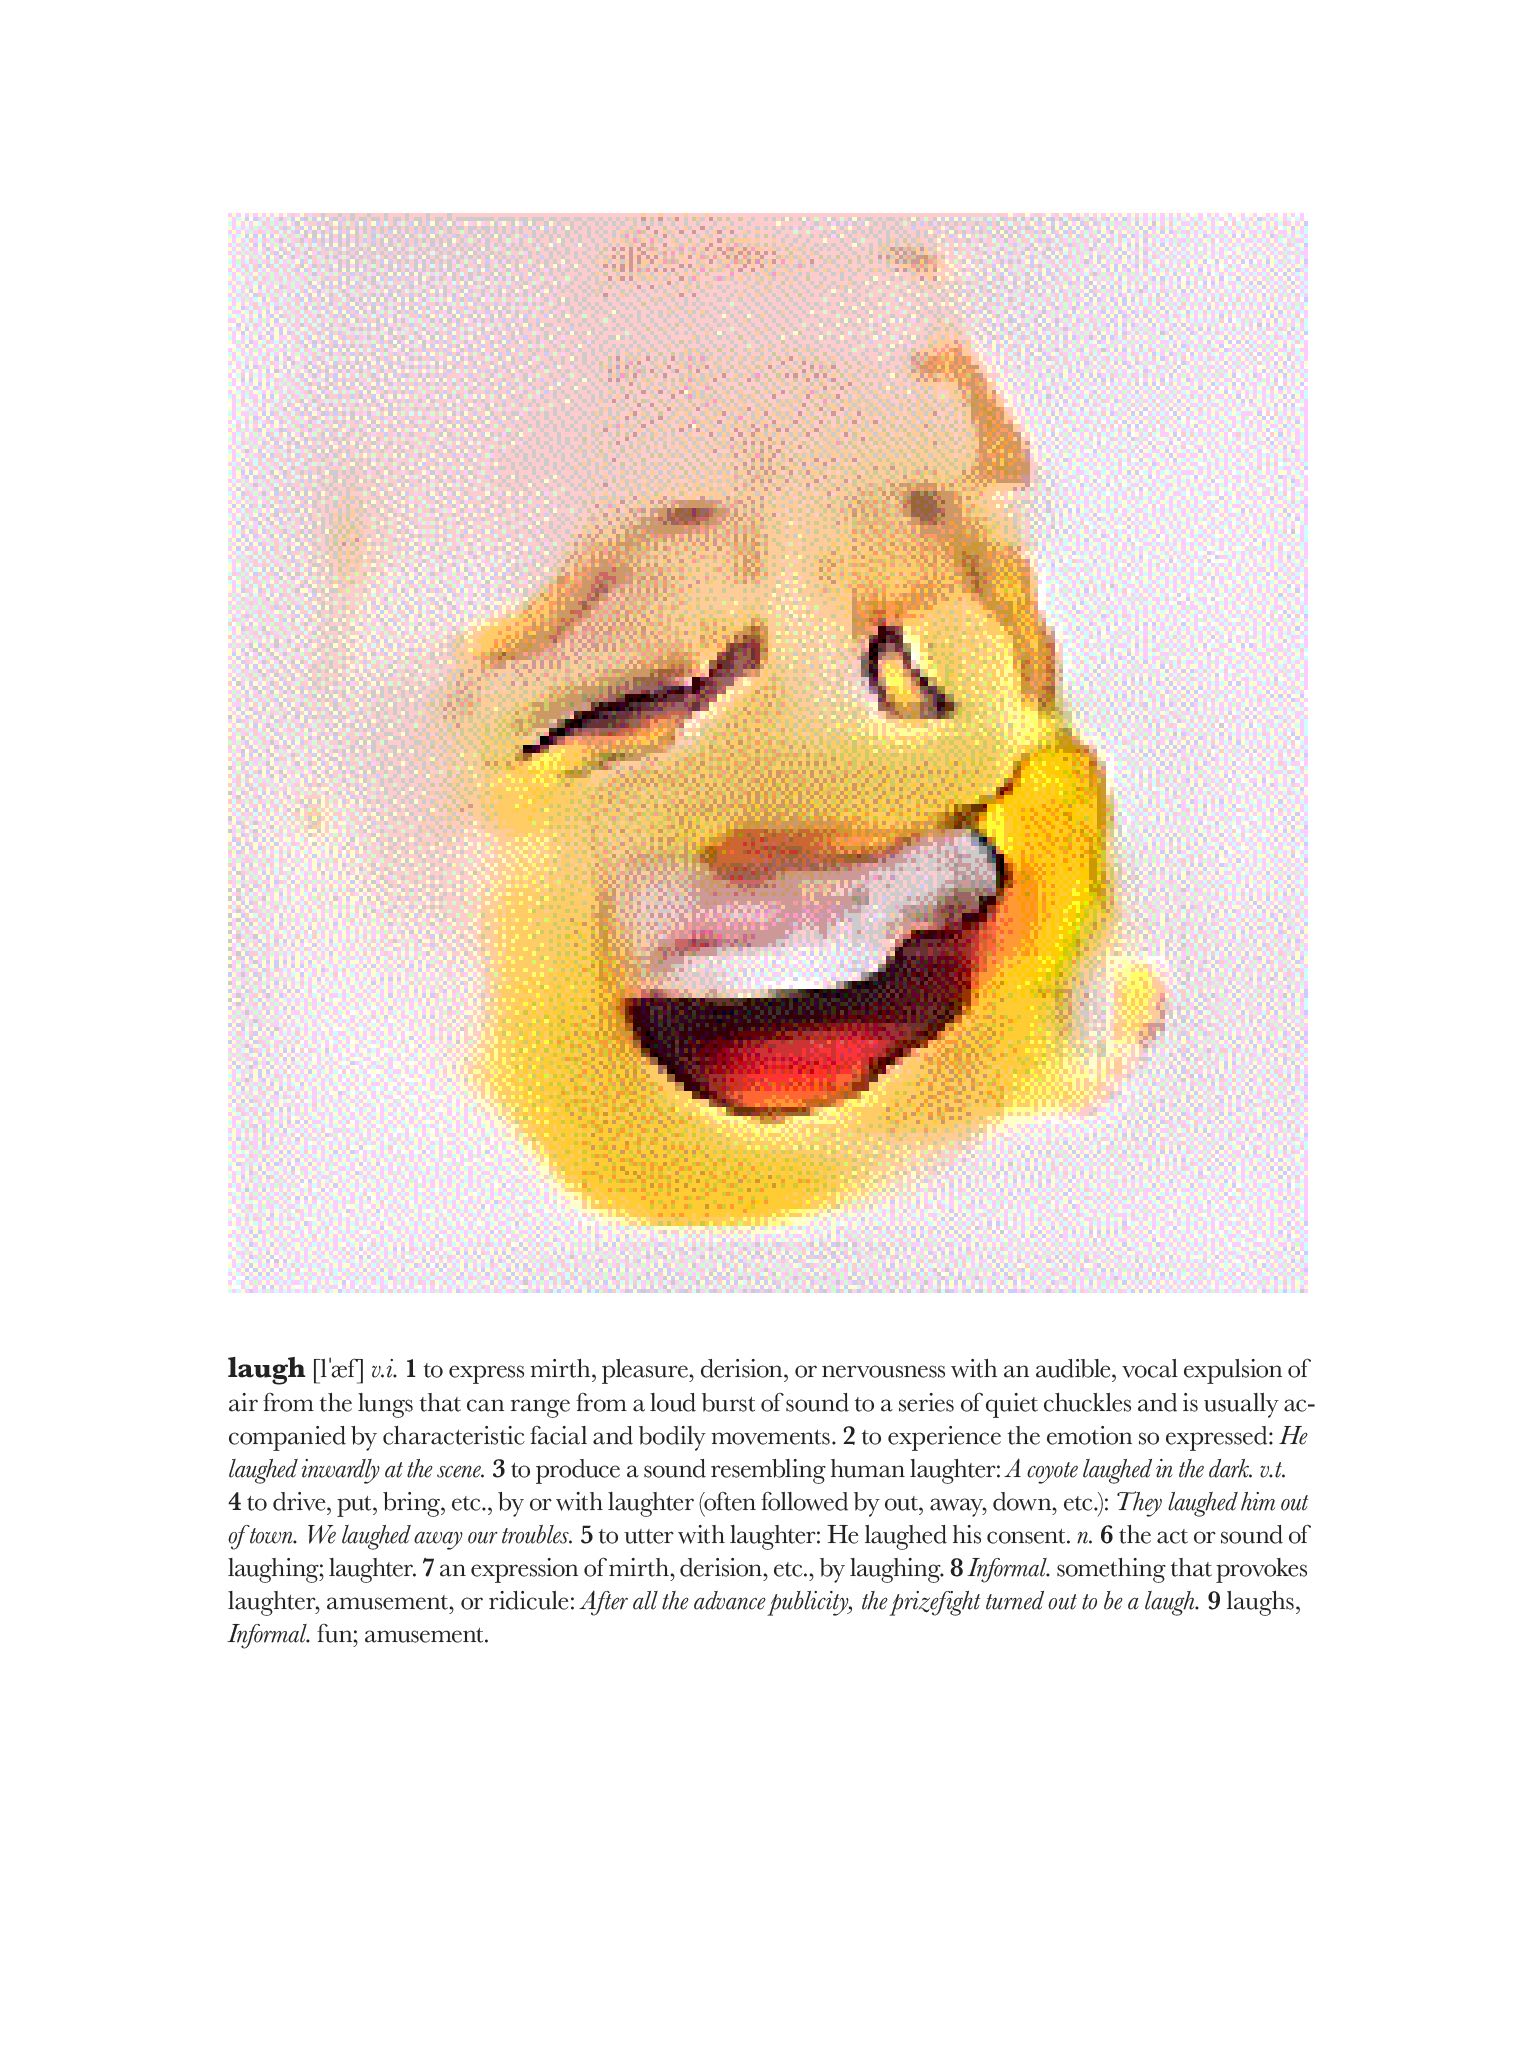 laugh [l'æf] v.i. 1 to express mirth, pleasure, derision, or nervousness with an audible, vocal expulsion of
air from the lungs that can range from a loud burst of sound to a series of quiet chuckles and is usually ac-
companied by characteristic facial and bodily movements. 2 to experience the emotion so expressed: He
laughed inwardly at the scene. 3 to produce a sound resembling human laughter: A coyote laughed in the dark. v.t.
4 to drive, put, bring, etc., by or with laughter (often followed by out, away, down, etc.): They laughed him out
of town. We laughed away our troubles. 5 to utter with laughter: He laughed his consent. n. 6 the act or sound of
laughing; laughter. 7 an expression of mirth, derision, etc., by laughing. 8 Informal. something that provokes
laughter, amusement, or ridicule: After all the advance publicity, the prizefight turned out to be a laugh. 9 laughs,
Informal. fun; amusement.